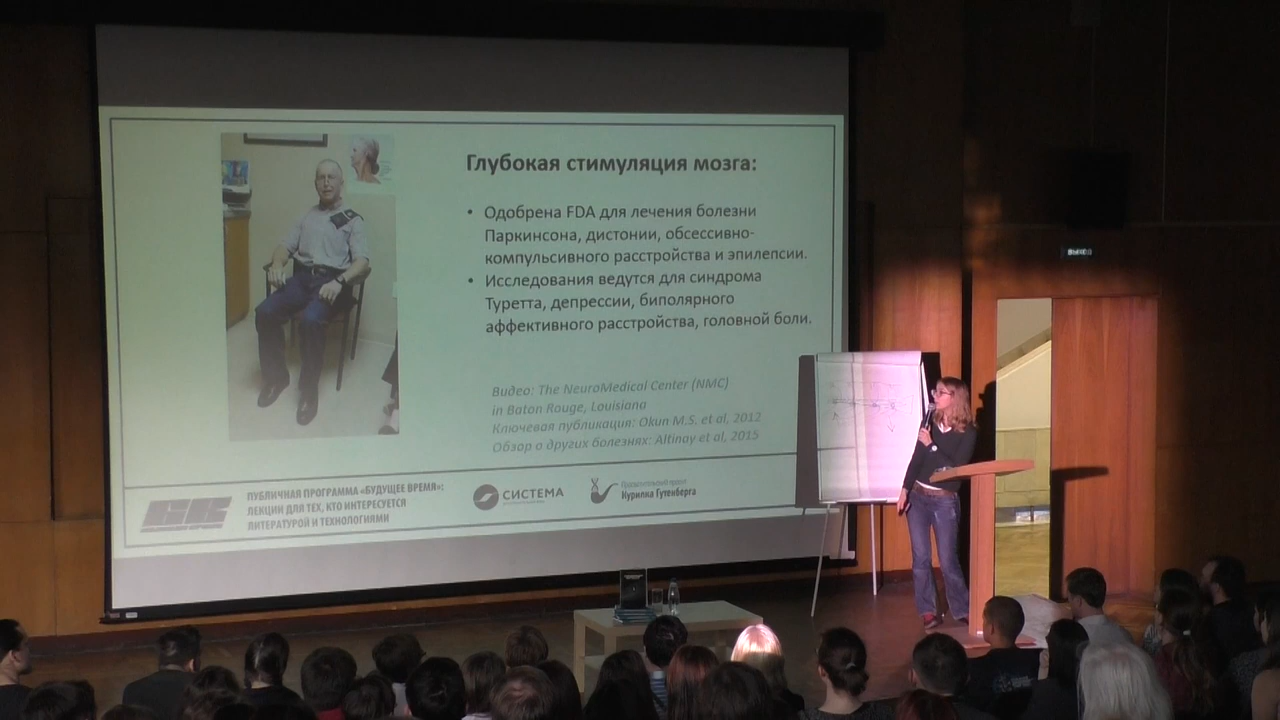 Глубокая стимуляция мозга:
• Одобрена FDA для лечения болезни
Паркинсона, дистонии, обсессивно-
компульсивного расстройства и эпилепсии.
• Исследования ведутся для синдрома
Туретта, депрессии, биполярного
аффективного расстройства, головной боли.
Видео: The NeuroMedical Center (NMC)
in Baton Rouge, Louisiana
Ключевая публикация: Okun M.S. et al, 2012
Обзор о других болезнях: Altinay et al, 2015
ПУБЛИЧНАЯ ПРОГРАММА «БУДУЩЕЕ ВРЕМЯ»:
ЛЕКЦИИ ДЛЯ ТЕХ, КТО ИНТЕРЕСУЕТСЯ
ЛИТЕРАТУРОЙ И ТЕХНОЛОГИЯМИ
СИСТЕМА
Просветительский проект
Курилка Гутенберга
ВЫХОД